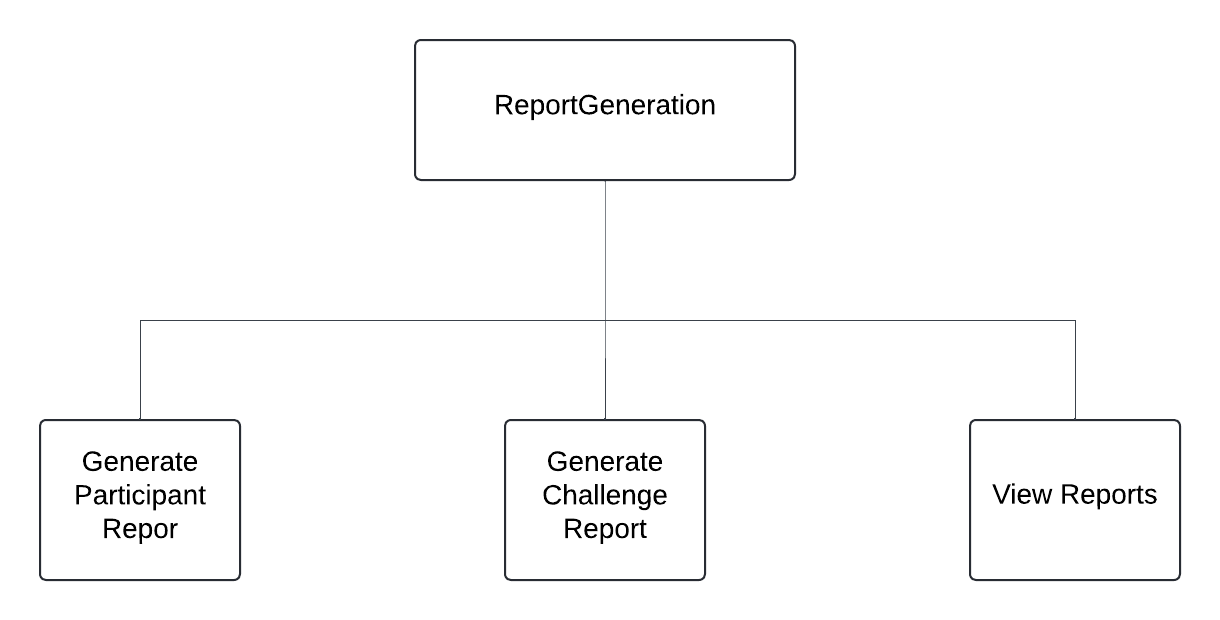 ReportGeneration
Generate
Participant
Repor
Generate
Challenge
Report
View Reports